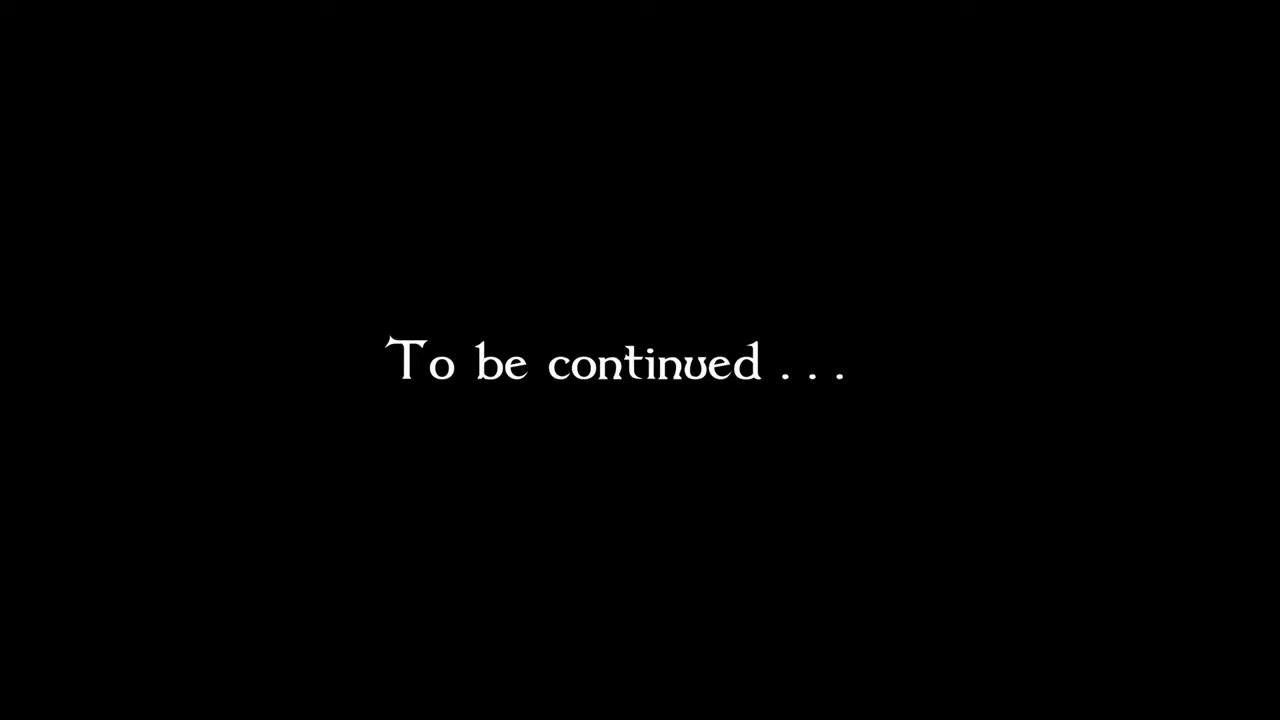 To be continued . . .